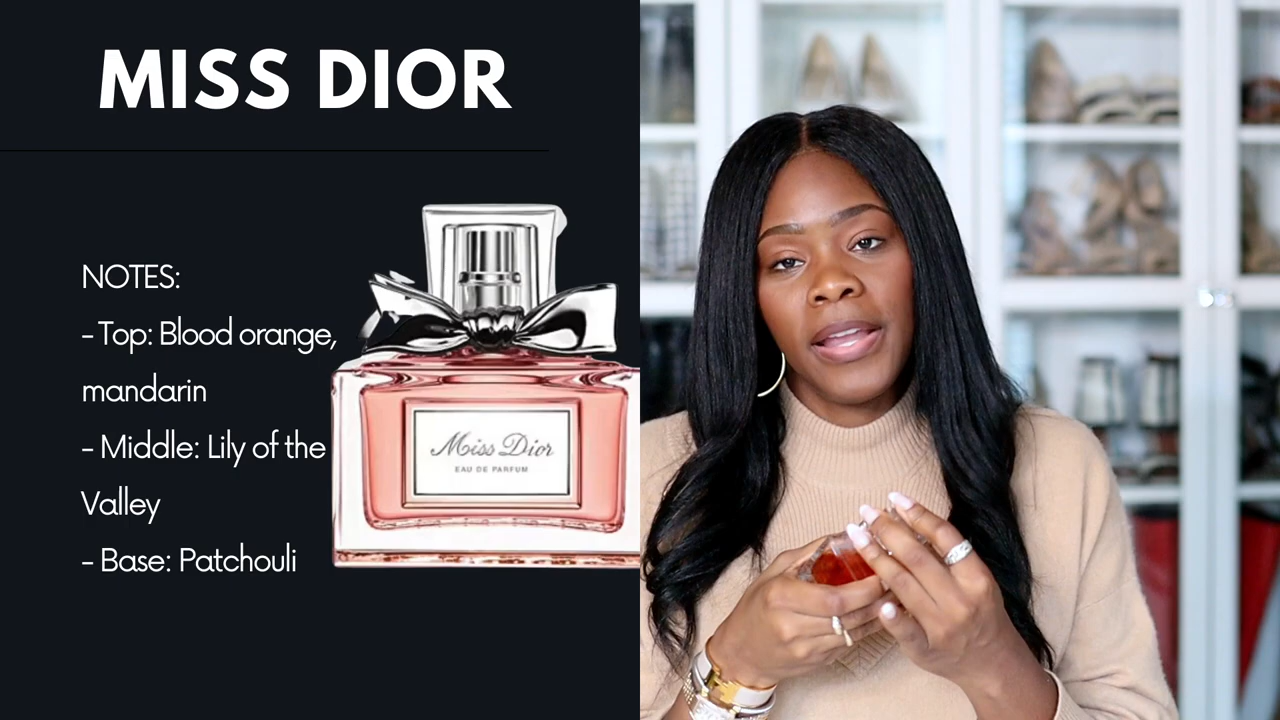 MISS DIOR
NOTES:
- Top: Blood orange,
mandarin
- Middle: Lily of the
Valley
- Base: Patchouli
Miss Dior
EAU DE PARFUM